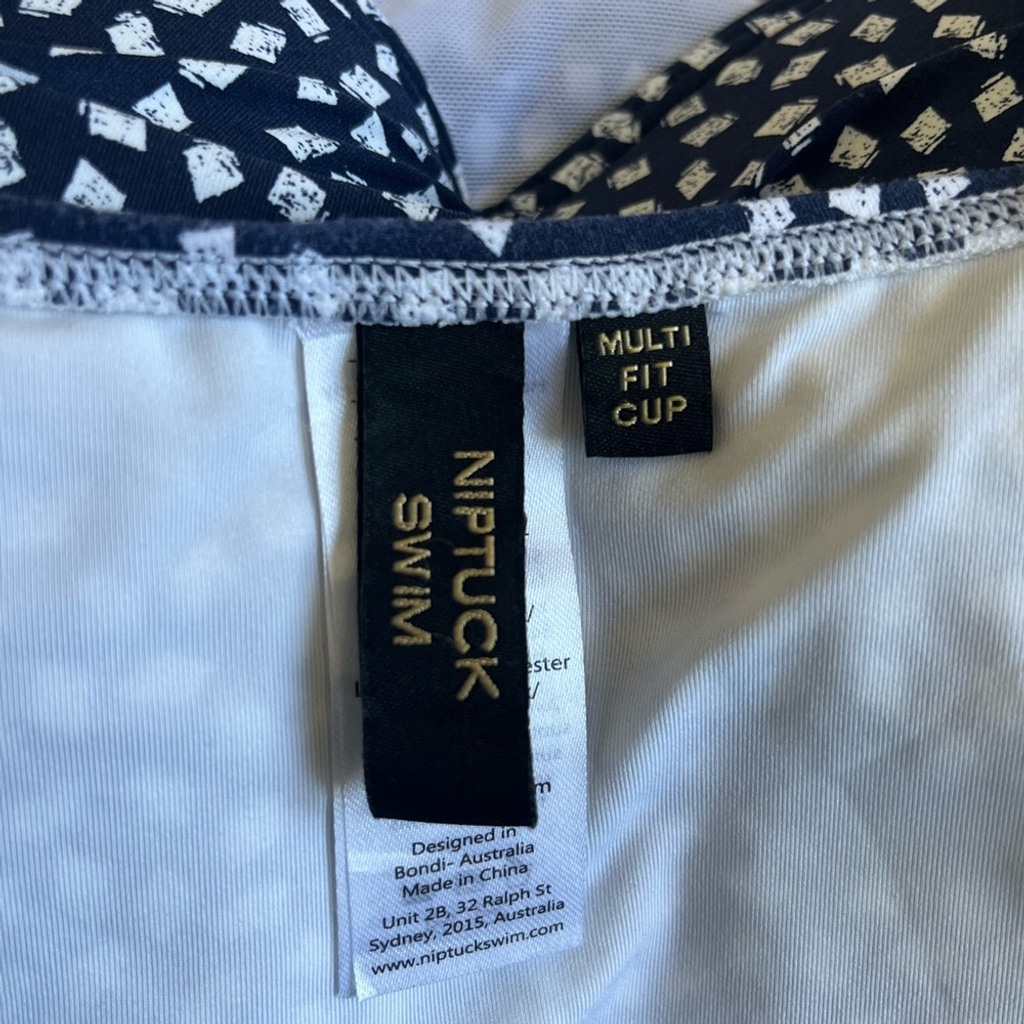 MULTI
FIT
CUP
NIPTUCK
SWIM
Designed in
Bondi- Australia
Made in China
Unit 2B, 32 Ralph St
Sydney, 2015, Australia
www.niptuckswim.com